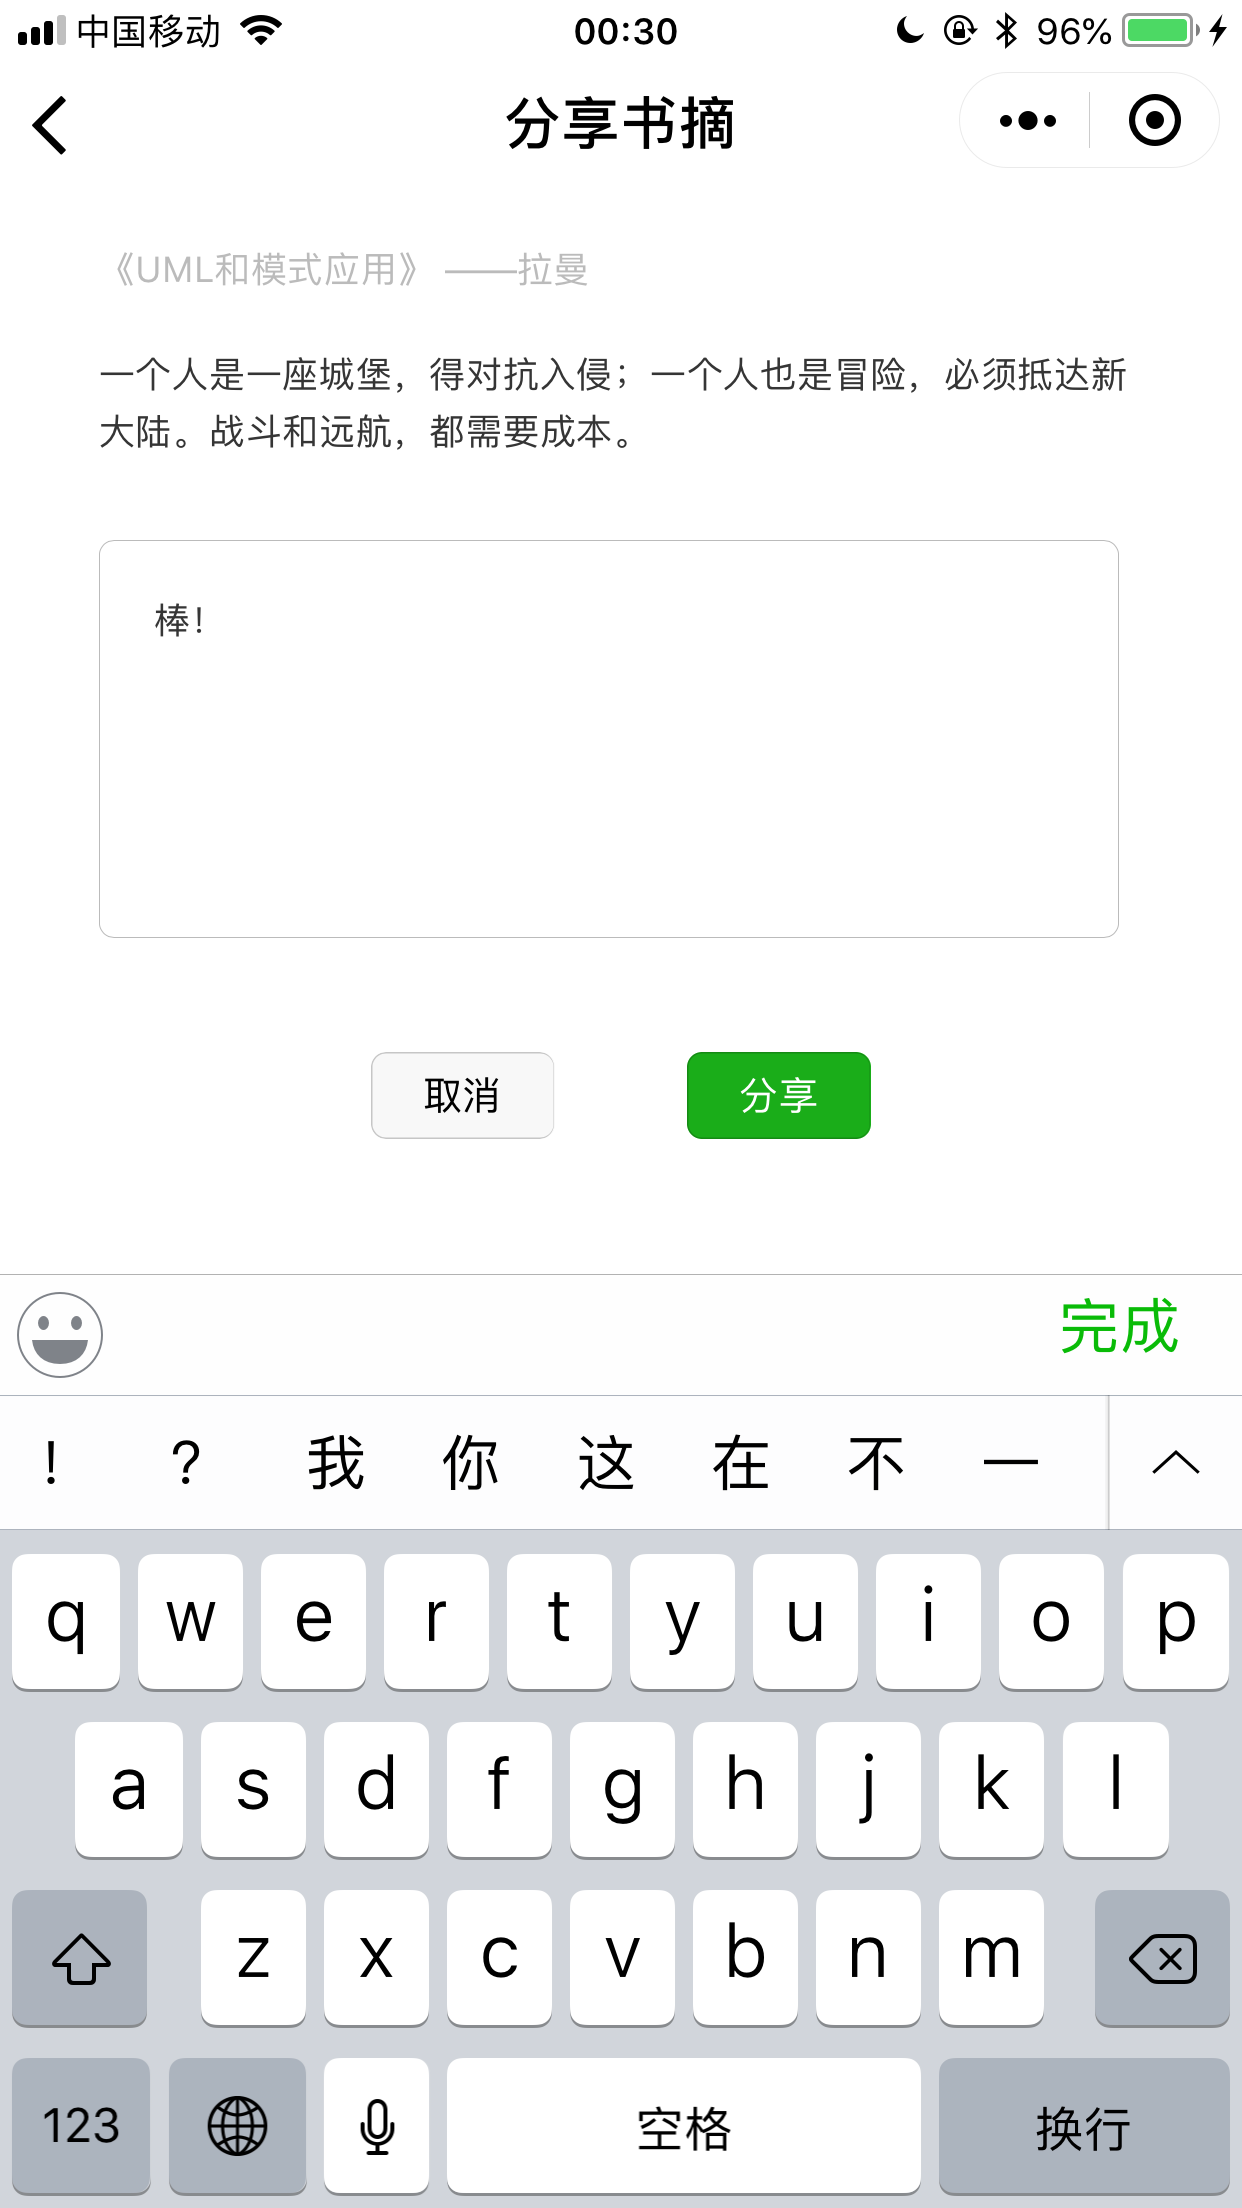 中国移动 00:30 96%
分享书摘
《UML和模式应用》 ——拉曼
一个人是一座城堡，得对抗入侵；一个人也是冒险，必须抵达新
大陆。战斗和远航，都需要成本。
棒！
取消 分享
完成
！ ？ 我 你 这 在 不 一
q w e r t y u i o p
a s d f g h j k l
z x c v b n m
123 空格 换行